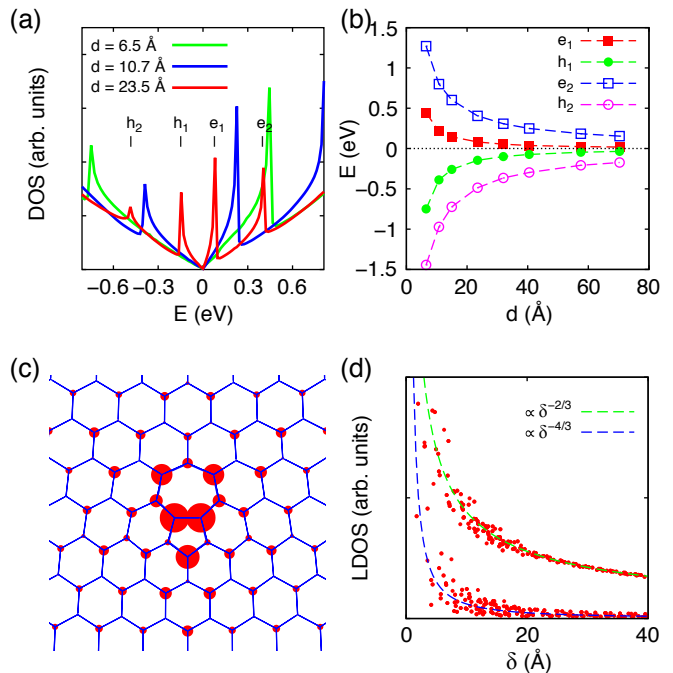 (a)
d = 6.5 Å
d = 10.7 Å
d = 23.5 Å
h₂
h₁
e₁
e₂
DOS (arb. units)
−0.6 −0.3 0 0.3 0.6
E (eV)
(b)
e₁
h₁
e₂
h₂
1.5
1
0.5
0
−0.5
−1
−1.5
E (eV)
0 20 40 60 80
d (Å)
(c)
(d)
∝ δ⁻²/³
∝ δ⁻⁴/³
LDOS (arb. units)
0 20 40
δ (Å)